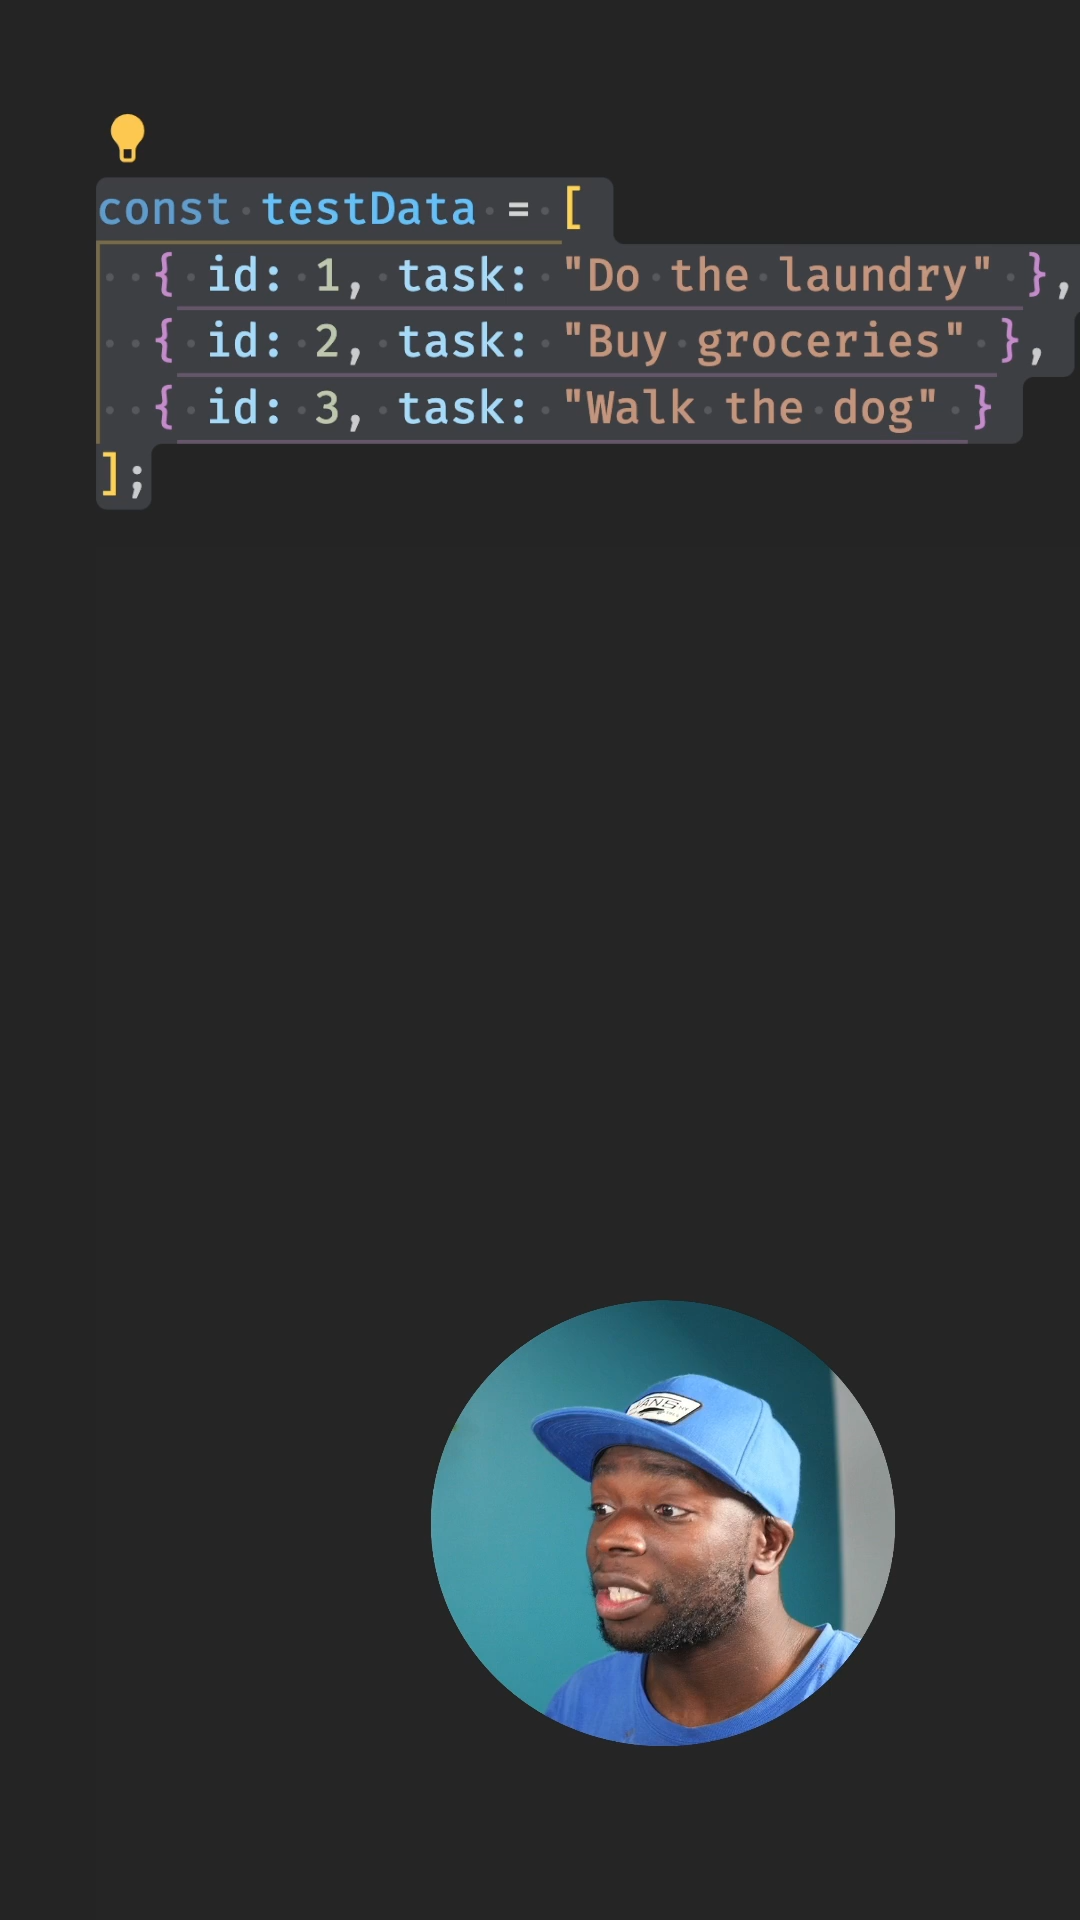 const testData = [
  { id: 1, task: "Do the laundry" },
  { id: 2, task: "Buy groceries" },
  { id: 3, task: "Walk the dog" }
];
VANS